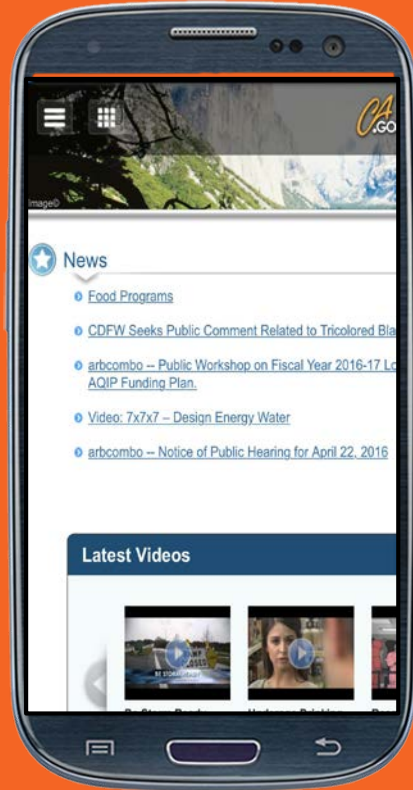 CA
.GO
Image©
News
Food Programs
CDFW Seeks Public Comment Related to Tricolored Bla
arbcombo -- Public Workshop on Fiscal Year 2016-17 Lo
AQIP Funding Plan.
Video: 7x7x7 – Design Energy Water
arbcombo -- Notice of Public Hearing for April 22, 2016
Latest Videos